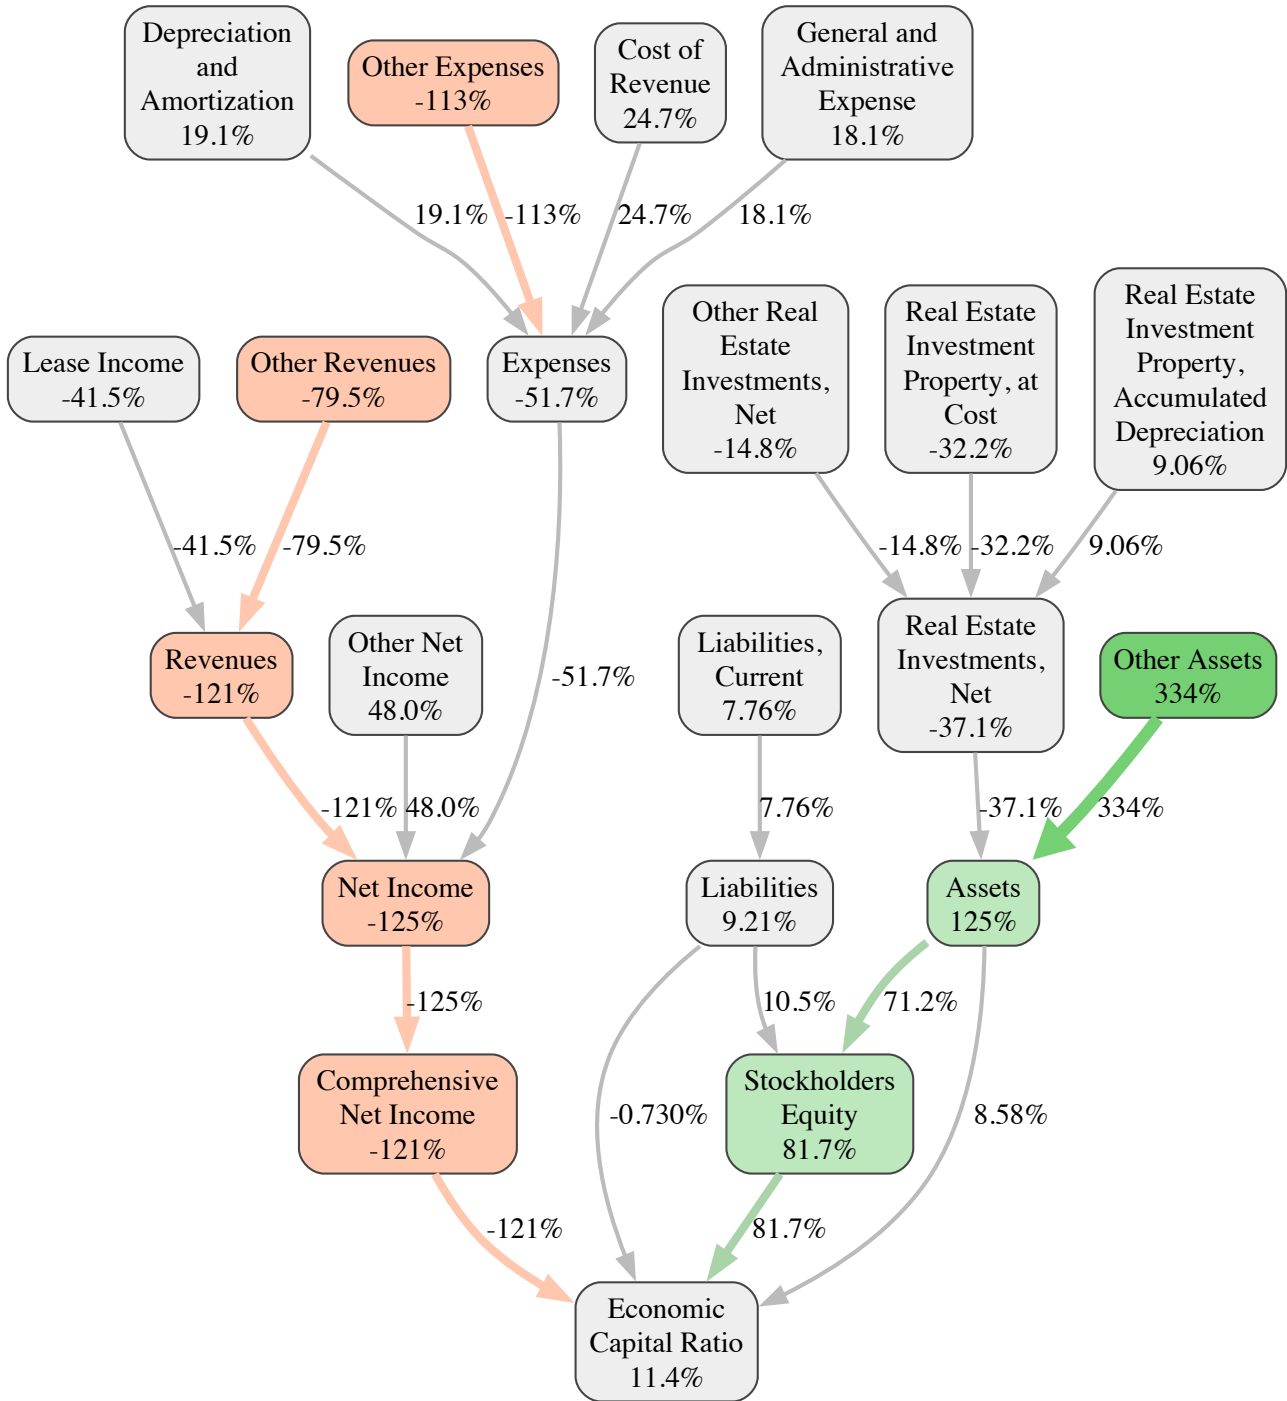 Depreciation
and
Amortization
19.1%
Other Expenses
-113%
Cost of
Revenue
24.7%
General and
Administrative
Expense
18.1%
19.1%
-113%
24.7%
18.1%
Lease Income
-41.5%
Other Revenues
-79.5%
Expenses
-51.7%
Other Real
Estate
Investments,
Net
-14.8%
Real Estate
Investment
Property, at
Cost
-32.2%
Real Estate
Investment
Property,
Accumulated
Depreciation
9.06%
-41.5%
-79.5%
-14.8%
-32.2%
9.06%
Revenues
-121%
Other Net
Income
48.0%
-51.7%
Liabilities,
Current
7.76%
Real Estate
Investments,
Net
-37.1%
Other Assets
334%
-121%
48.0%
7.76%
-37.1%
334%
Net Income
-125%
Liabilities
9.21%
Assets
125%
-125%
10.5%
71.2%
Comprehensive
Net Income
-121%
-0.730%
Stockholders
Equity
81.7%
8.58%
-121%
81.7%
Economic
Capital Ratio
11.4%